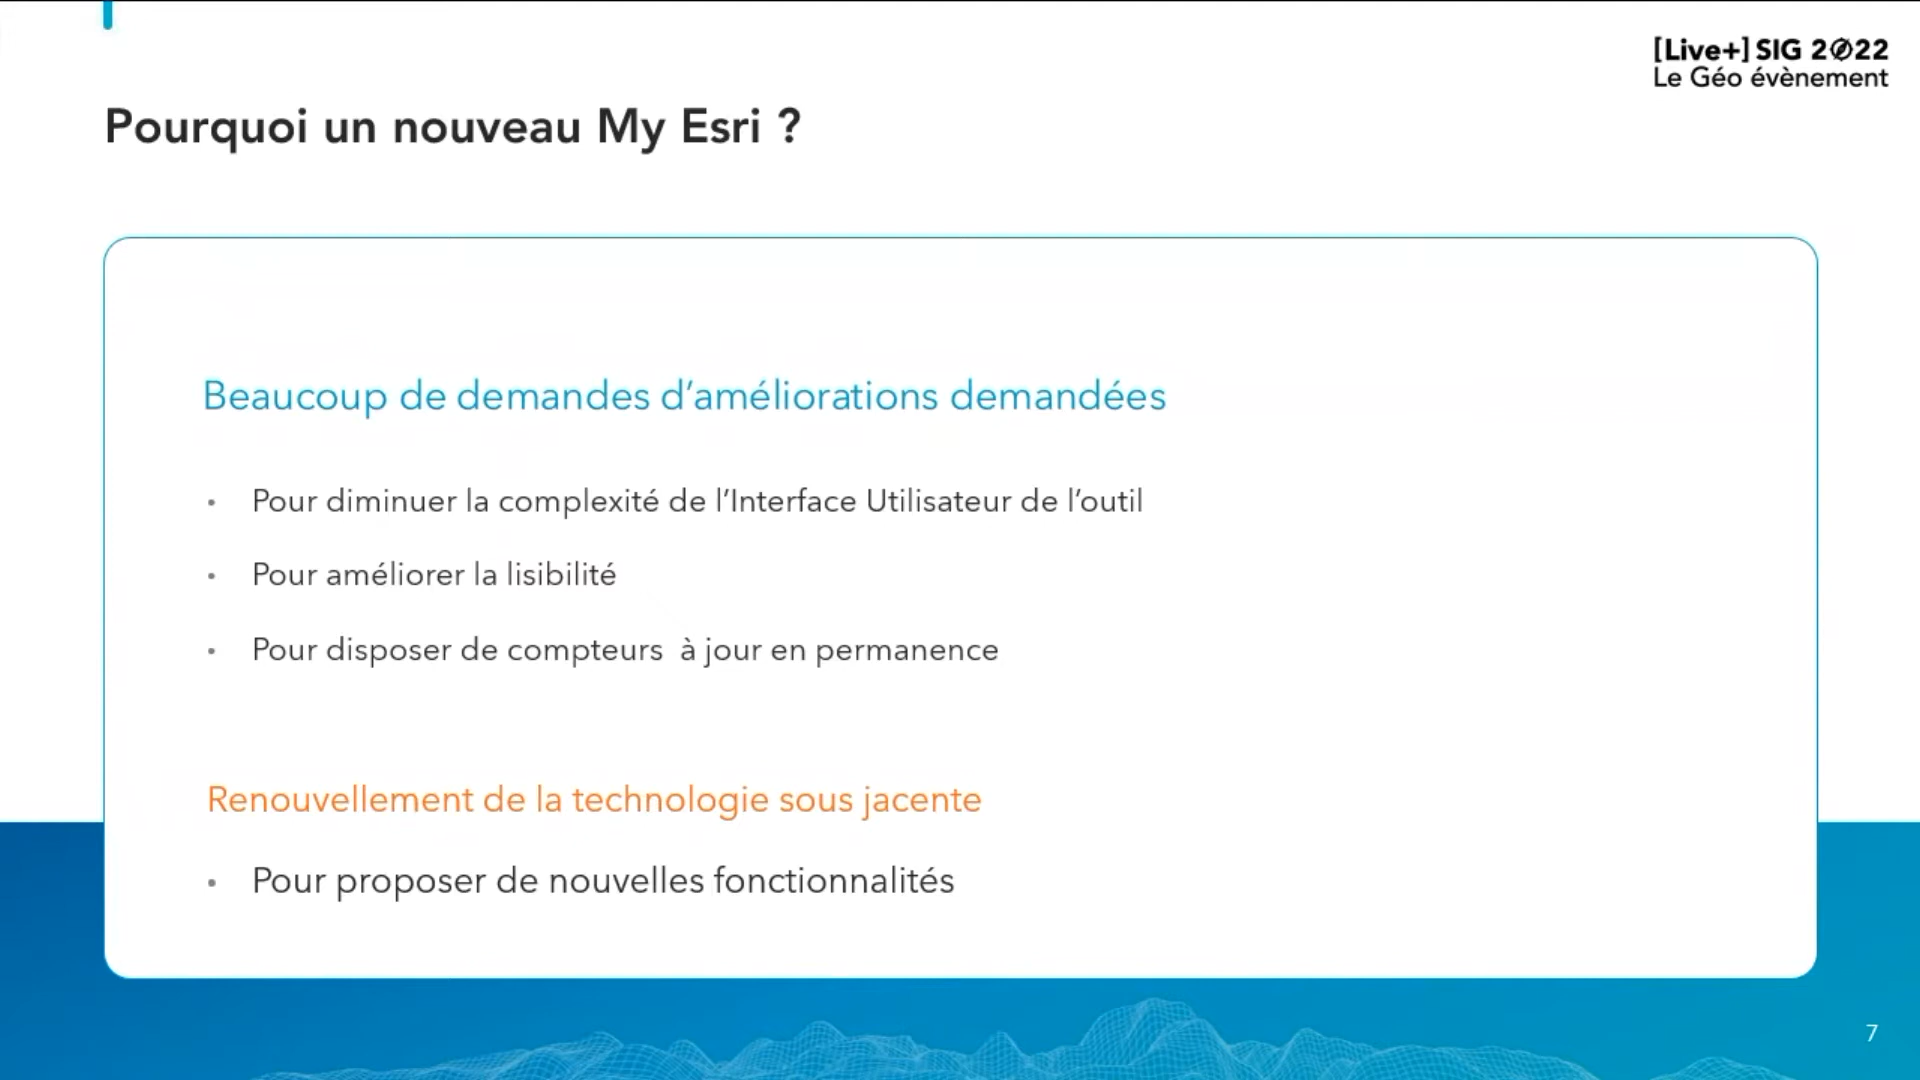 [Live+] SIG 2022
Le Géo évènement
Pourquoi un nouveau My Esri ?
Beaucoup de demandes d’améliorations demandées
• Pour diminuer la complexité de l’Interface Utilisateur de l’outil
• Pour améliorer la lisibilité
• Pour disposer de compteurs  à jour en permanence
Renouvellement de la technologie sous jacente
• Pour proposer de nouvelles fonctionnalités
7